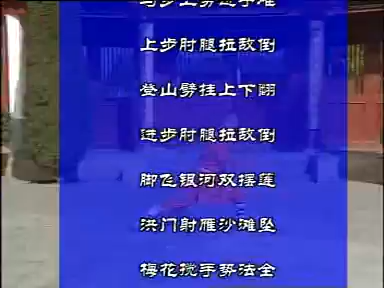 上步肘腿拉敌倒
登山劈挂上下翻
进步肘腿拉敌倒
脚飞银河双摆莲
洪门射雁沙滩坠
梅花搅手势法全